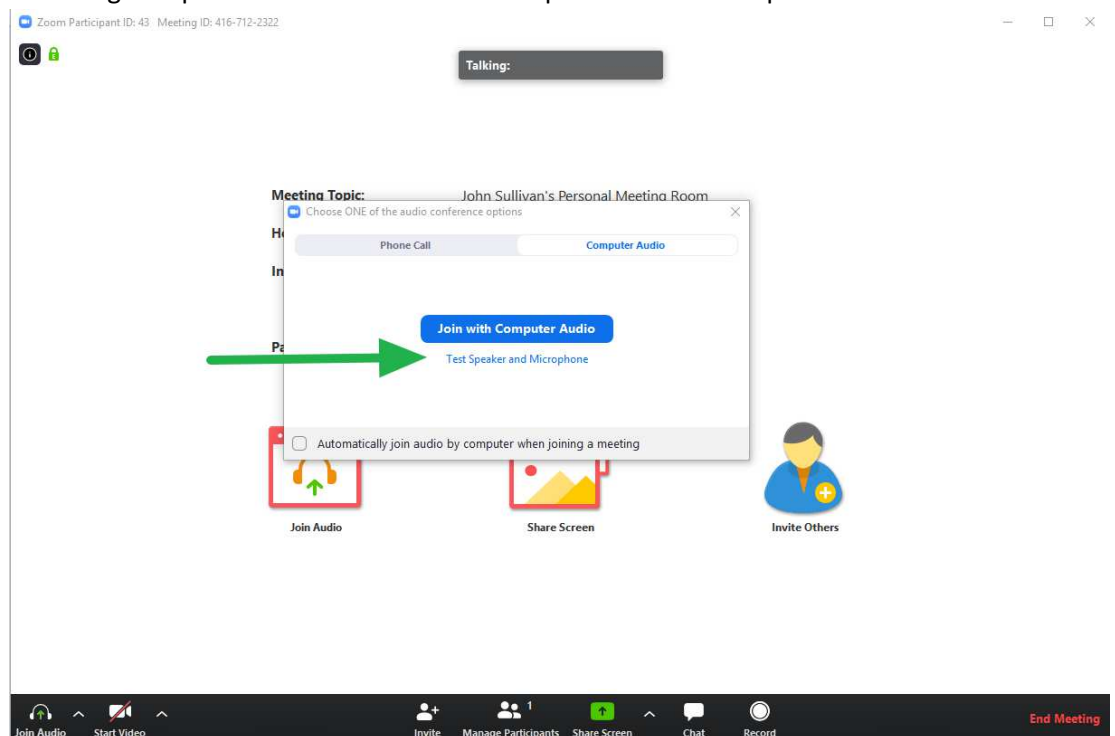 Zoom Participant ID: 43 Meeting ID: 416-712-2322
Talking:
Meeting Topic: John Sullivan's Personal Meeting Room
Choose ONE of the audio conference options
Phone Call Computer Audio
Join with Computer Audio
Test Speaker and Microphone
Automatically join audio by computer when joining a meeting
Join Audio Share Screen Invite Others
1
Join Audio Start Video Invite Manage Participants Share Screen Chat Record End Meeting